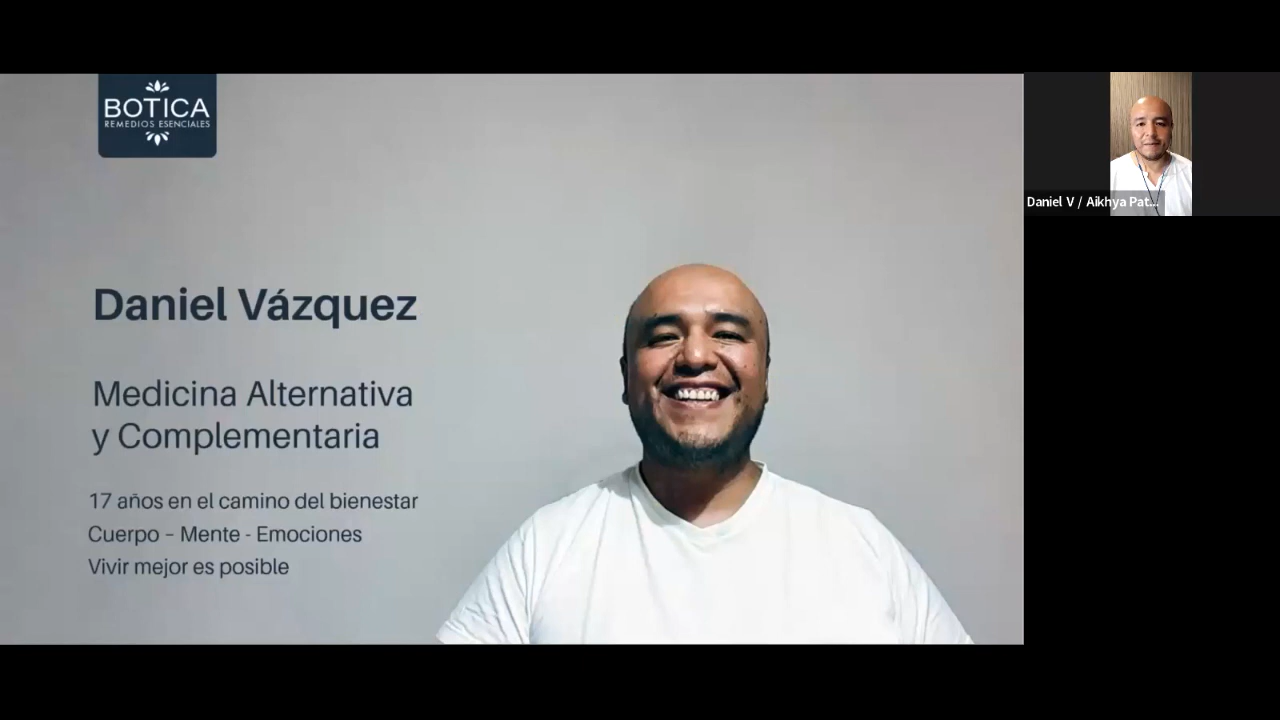 BOTICA
REMEDIOS ESENCIALES
Daniel Vázquez
Medicina Alternativa
y Complementaria
17 años en el camino del bienestar
Cuerpo – Mente - Emociones
Vivir mejor es posible
Daniel V / Aikhya Pat...